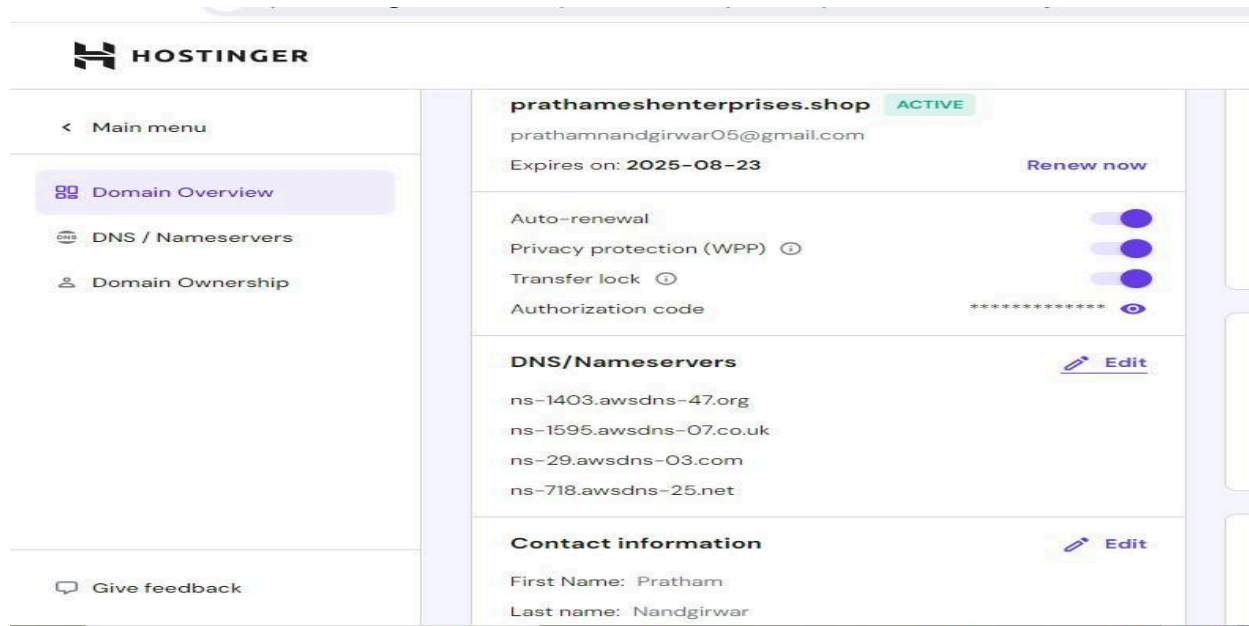 HOSTINGER
< Main menu
Domain Overview
DNS / Nameservers
Domain Ownership
Give feedback
prathameshenterprises.shop ACTIVE
prathamnandgirwar05@gmail.com
Expires on: 2025-08-23 Renew now
Auto-renewal
Privacy protection (WPP)
Transfer lock
Authorization code *************
DNS/Nameservers Edit
ns-1403.awsdns-47.org
ns-1595.awsdns-07.co.uk
ns-29.awsdns-03.com
ns-718.awsdns-25.net
Contact information Edit
First Name: Pratham
Last name: Nandgirwar